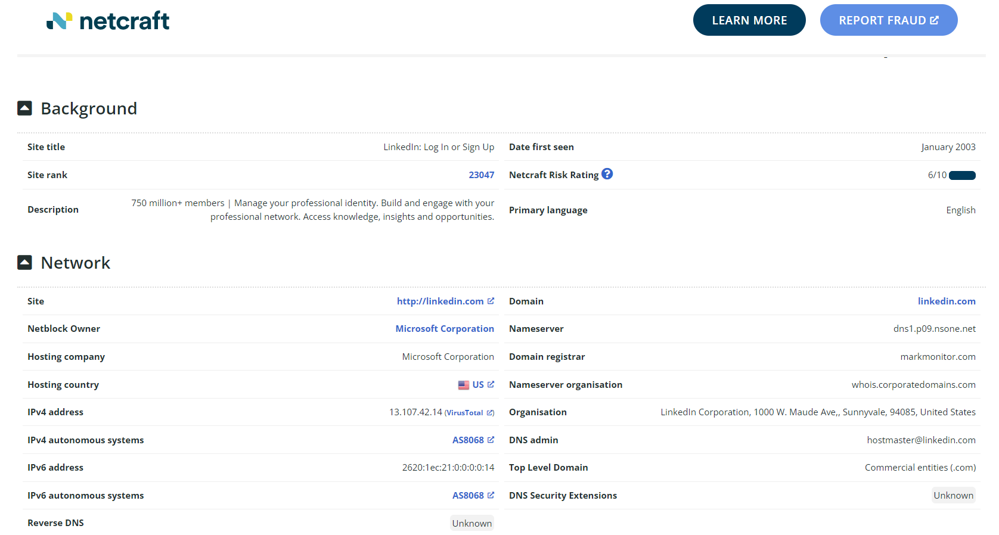 netcraft
LEARN MORE
REPORT FRAUD
Background
Site title LinkedIn: Log In or Sign Up Date first seen January 2003
Site rank 23047 Netcraft Risk Rating ? 6/10
Description 750 million+ members | Manage your professional identity. Build and engage with your
professional network. Access knowledge, insights and opportunities.
Primary language English
Network
Site http://linkedin.com Domain linkedin.com
Netblock Owner Microsoft Corporation Nameserver dns1.p09.nsone.net
Hosting company Microsoft Corporation Domain registrar markmonitor.com
Hosting country US Nameserver organisation whois.corporatedomains.com
IPv4 address 13.107.42.14 (VirusTotal) Organisation LinkedIn Corporation, 1000 W. Maude Ave,, Sunnyvale, 94085, United States
IPv4 autonomous systems AS8068 DNS admin hostmaster@linkedin.com
IPv6 address 2620:1ec:21:0:0:0:0:14 Top Level Domain Commercial entities (.com)
IPv6 autonomous systems AS8068 DNS Security Extensions Unknown
Reverse DNS Unknown